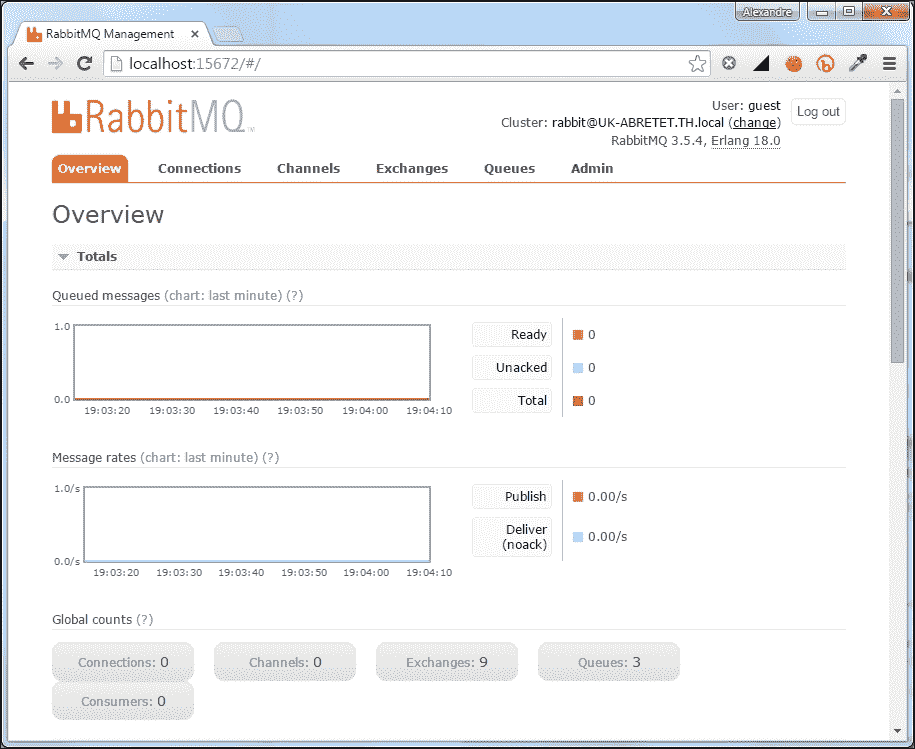 Alexandre
RabbitMQ Management
localhost:15672/#/
RabbitMQ
User: guest
Log out
Cluster: rabbit@UK-ABRETET.TH.local (change)
RabbitMQ 3.5.4, Erlang 18.0
Overview Connections Channels Exchanges Queues Admin
Overview
Totals
Queued messages (chart: last minute) (?)
1.0
0.0
19:03:20 19:03:30 19:03:40 19:03:50 19:04:00 19:04:10
Ready 0
Unacked 0
Total 0
Message rates (chart: last minute) (?)
1.0/s
0.0/s
19:03:20 19:03:30 19:03:40 19:03:50 19:04:00 19:04:10
Publish 0.00/s
Deliver
(noack) 0.00/s
Global counts (?)
Connections: 0 Channels: 0 Exchanges: 9 Queues: 3
Consumers: 0